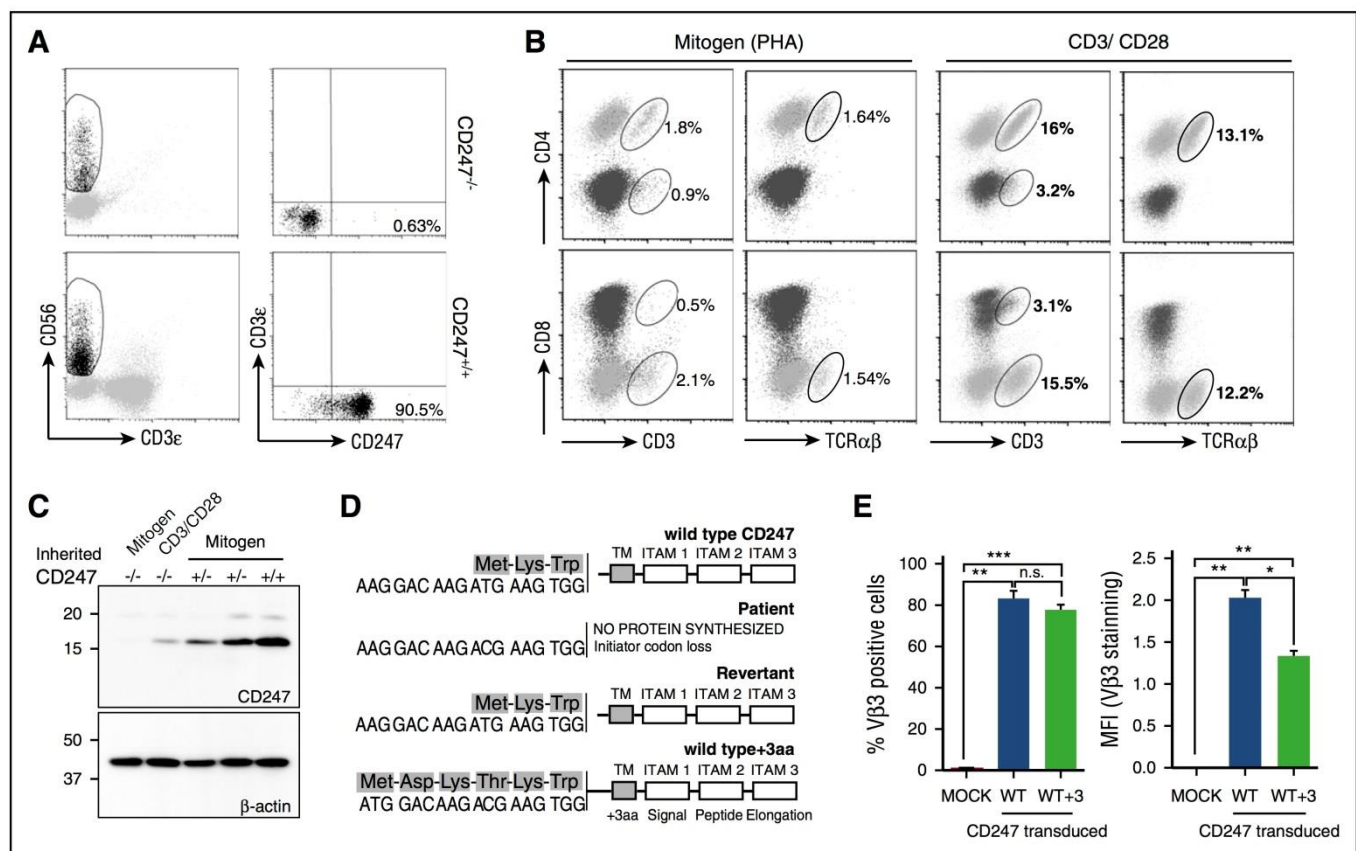 A
CD56
CD3ε
CD3ε
CD247
0.63%
90.5%
CD247-/-
CD247+/+
B
Mitogen (PHA)
CD3/ CD28
CD4
CD8
1.8%
0.9%
1.64%
16%
3.2%
13.1%
0.5%
2.1%
1.54%
3.1%
15.5%
12.2%
CD3
TCRαβ
CD3
TCRαβ
C
Mitogen
CD3/CD28
Mitogen
Inherited
CD247 -/- -/- +/- +/- +/+
20
15
CD247
50
37
β-actin
D
wild type CD247
Met-Lys-Trp
TM ITAM 1 ITAM 2 ITAM 3
AAG GAC AAG ATG AAG TGG
Patient
NO PROTEIN SYNTHESIZED
AAG GAC AAG ACG AAG TGG
Initiator codon loss
Revertant
Met-Lys-Trp
TM ITAM 1 ITAM 2 ITAM 3
AAG GAC AAG ATG AAG TGG
wild type+3aa
Met-Asp-Lys-Thr-Lys-Trp
TM ITAM 1 ITAM 2 ITAM 3
ATG GAC AAG ACG AAG TGG
+3aa Signal Peptide Elongation
E
% Vβ3 positive cells
100
80
60
40
20
0
***
**
n.s.
MOCK WT WT+3
CD247 transduced
MFI (Vβ3 stainning)
2.5
2.0
1.5
1.0
0.5
0.0
**
**
*
MOCK WT WT+3
CD247 transduced